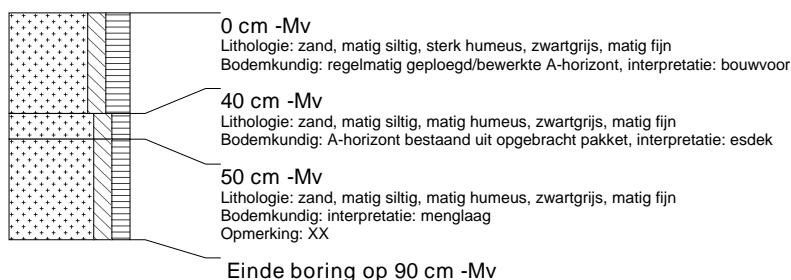 0 cm -Mv
Lithologie: zand, matig siltig, sterk humeus, zwartgrijs, matig fijn
Bodemkundig: regelmatig geploegd/bewerkte A-horizont, interpretatie: bouwvoor
40 cm -Mv
Lithologie: zand, matig siltig, matig humeus, zwartgrijs, matig fijn
Bodemkundig: A-horizont bestaand uit opgebracht pakket, interpretatie: esdek
50 cm -Mv
Lithologie: zand, matig siltig, matig humeus, zwartgrijs, matig fijn
Bodemkundig: interpretatie: menglaag
Opmerking: XX
Einde boring op 90 cm -Mv